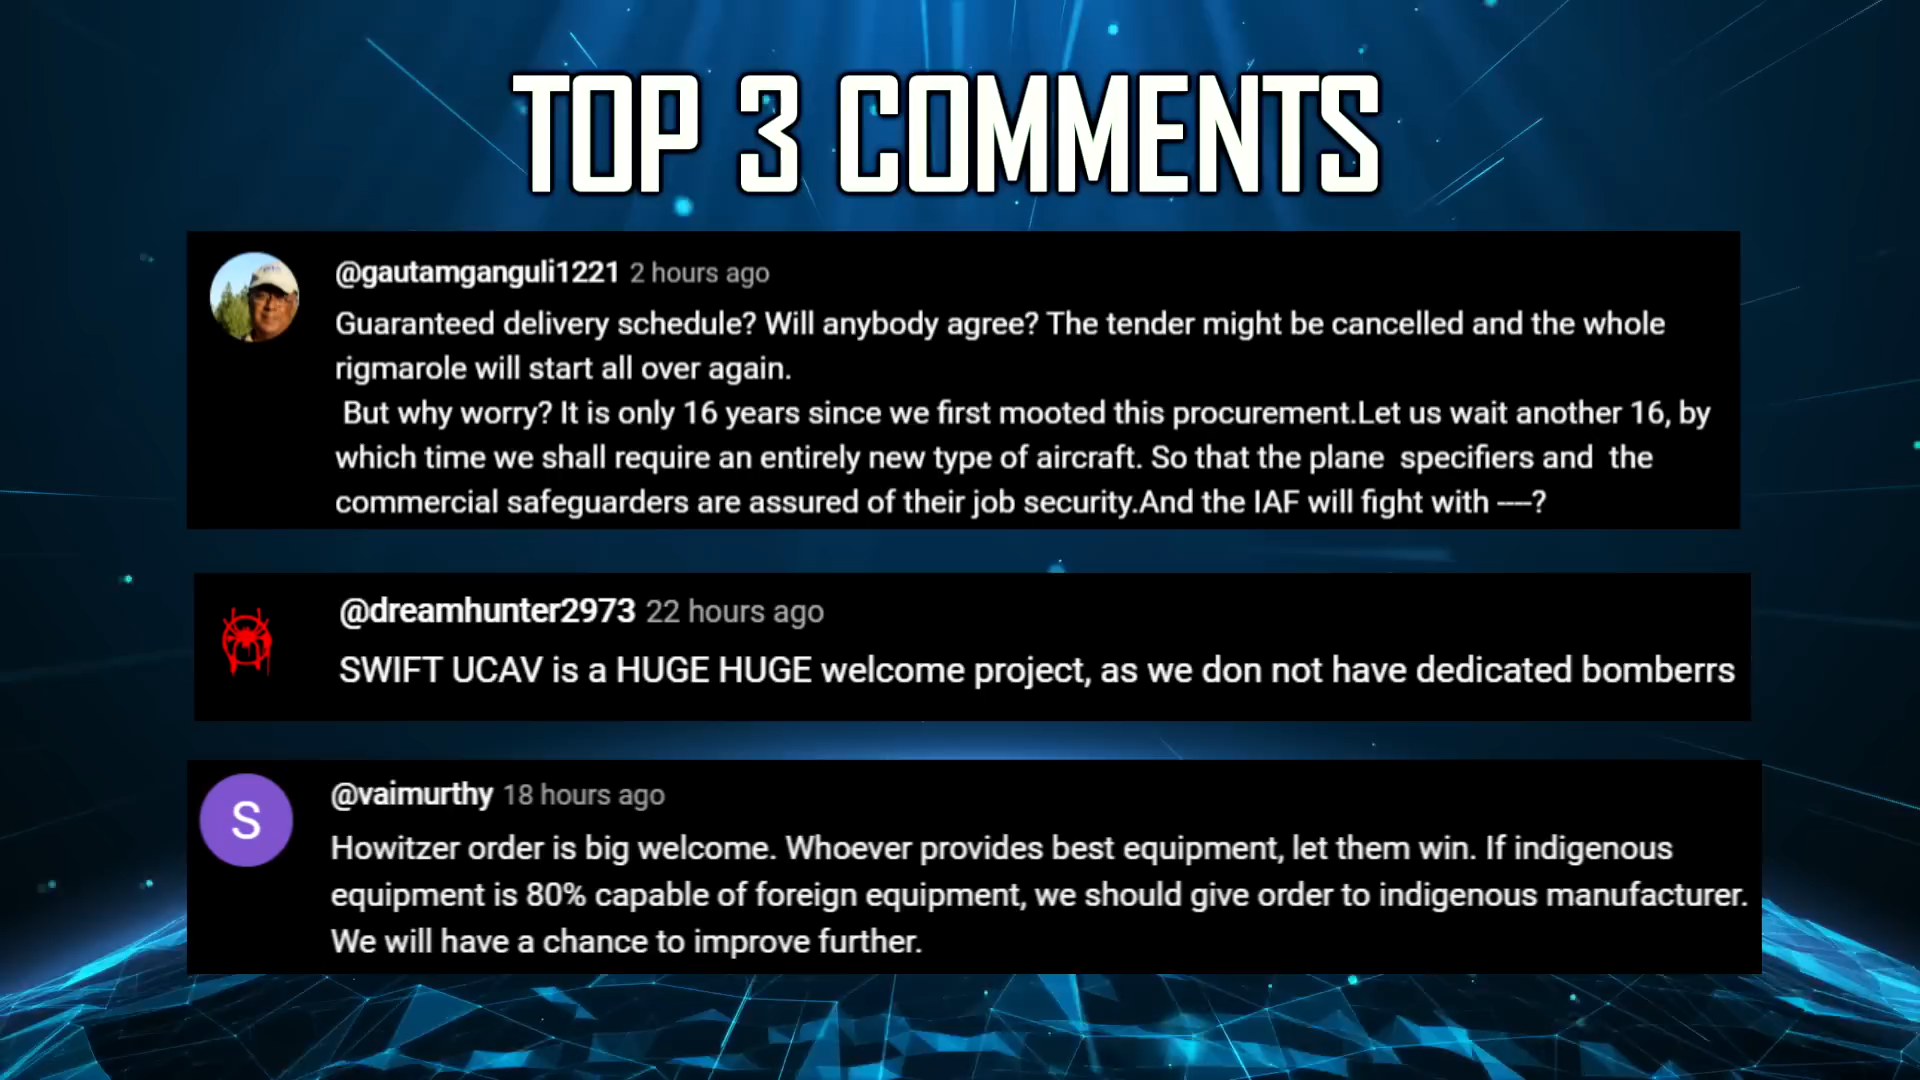 TOP 3 COMMENTS
@gautamganguli1221 2 hours ago
Guaranteed delivery schedule? Will anybody agree? The tender might be cancelled and the whole
rigmarole will start all over again.
But why worry? It is only 16 years since we first mooted this procurement.Let us wait another 16, by
which time we shall require an entirely new type of aircraft. So that the plane specifiers and the
commercial safeguarders are assured of their job security.And the IAF will fight with ----?
@dreamhunter2973 22 hours ago
SWIFT UCAV is a HUGE HUGE welcome project, as we don not have dedicated bomberrs
S
@vaimurthy 18 hours ago
Howitzer order is big welcome. Whoever provides best equipment, let them win. If indigenous
equipment is 80% capable of foreign equipment, we should give order to indigenous manufacturer.
We will have a chance to improve further.